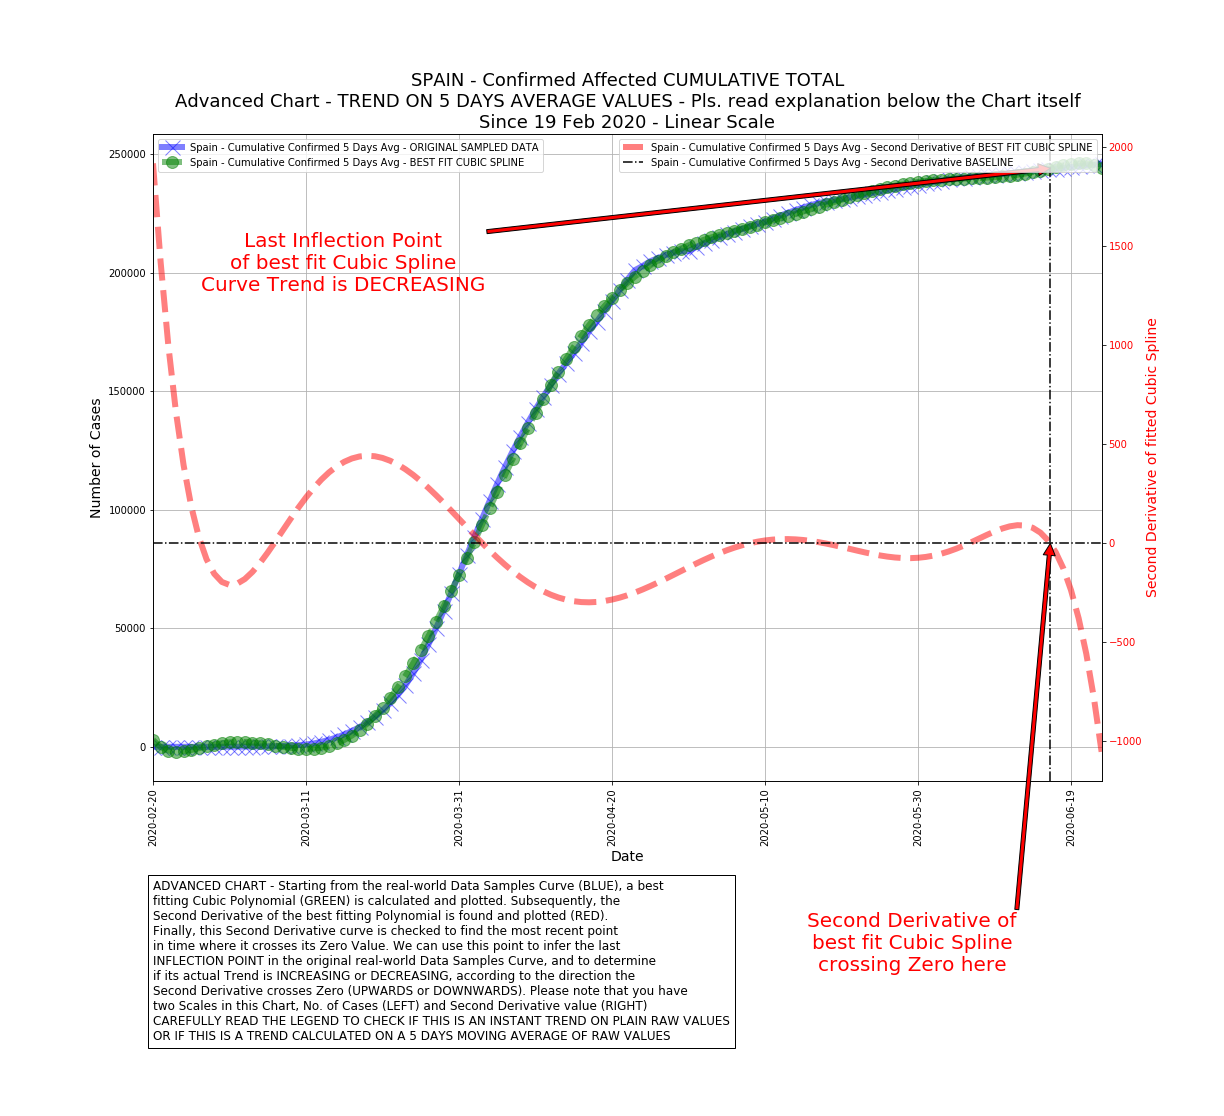 SPAIN - Confirmed Affected CUMULATIVE TOTAL
Advanced Chart - TREND ON 5 DAYS AVERAGE VALUES - Pls. read explanation below the Chart itself
Since 19 Feb 2020 - Linear Scale
Spain - Cumulative Confirmed 5 Days Avg - ORIGINAL SAMPLED DATA
Spain - Cumulative Confirmed 5 Days Avg - BEST FIT CUBIC SPLINE
Spain - Cumulative Confirmed 5 Days Avg - Second Derivative of BEST FIT CUBIC SPLINE
Spain - Cumulative Confirmed 5 Days Avg - Second Derivative BASELINE
250000
200000
150000
100000
50000
0
Number of Cases
Last Inflection Point
of best fit Cubic Spline
Curve Trend is DECREASING
2000
1500
1000
500
0
−500
−1000
Second Derivative of fitted Cubic Spline
2020-02-20
2020-03-11
2020-03-31
2020-04-20
2020-05-10
2020-05-30
2020-06-19
Date
Second Derivative of
best fit Cubic Spline
crossing Zero here
ADVANCED CHART - Starting from the real-world Data Samples Curve (BLUE), a best
fitting Cubic Polynomial (GREEN) is calculated and plotted. Subsequently, the
Second Derivative of the best fitting Polynomial is found and plotted (RED).
Finally, this Second Derivative curve is checked to find the most recent point
in time where it crosses its Zero Value. We can use this point to infer the last
INFLECTION POINT in the original real-world Data Samples Curve, and to determine
if its actual Trend is INCREASING or DECREASING, according to the direction the
Second Derivative crosses Zero (UPWARDS or DOWNWARDS). Please note that you have
two Scales in this Chart, No. of Cases (LEFT) and Second Derivative value (RIGHT)
CAREFULLY READ THE LEGEND TO CHECK IF THIS IS AN INSTANT TREND ON PLAIN RAW VALUES
OR IF THIS IS A TREND CALCULATED ON A 5 DAYS MOVING AVERAGE OF RAW VALUES